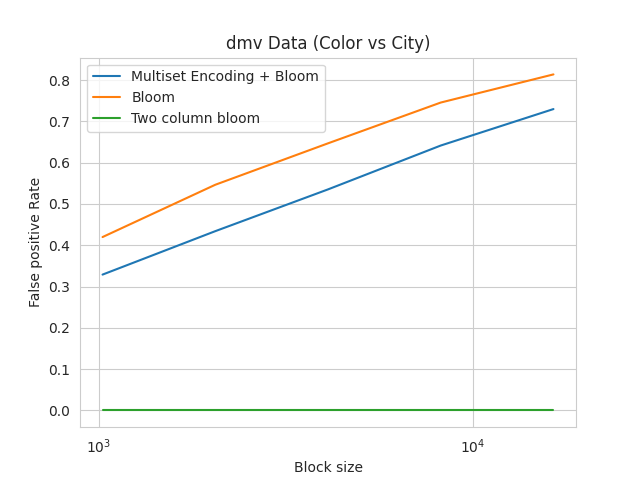 dmv Data (Color vs City)
Multiset Encoding + Bloom
Bloom
Two column bloom
False positive Rate
0.8
0.7
0.6
0.5
0.4
0.3
0.2
0.1
0.0
10³
10⁴
Block size